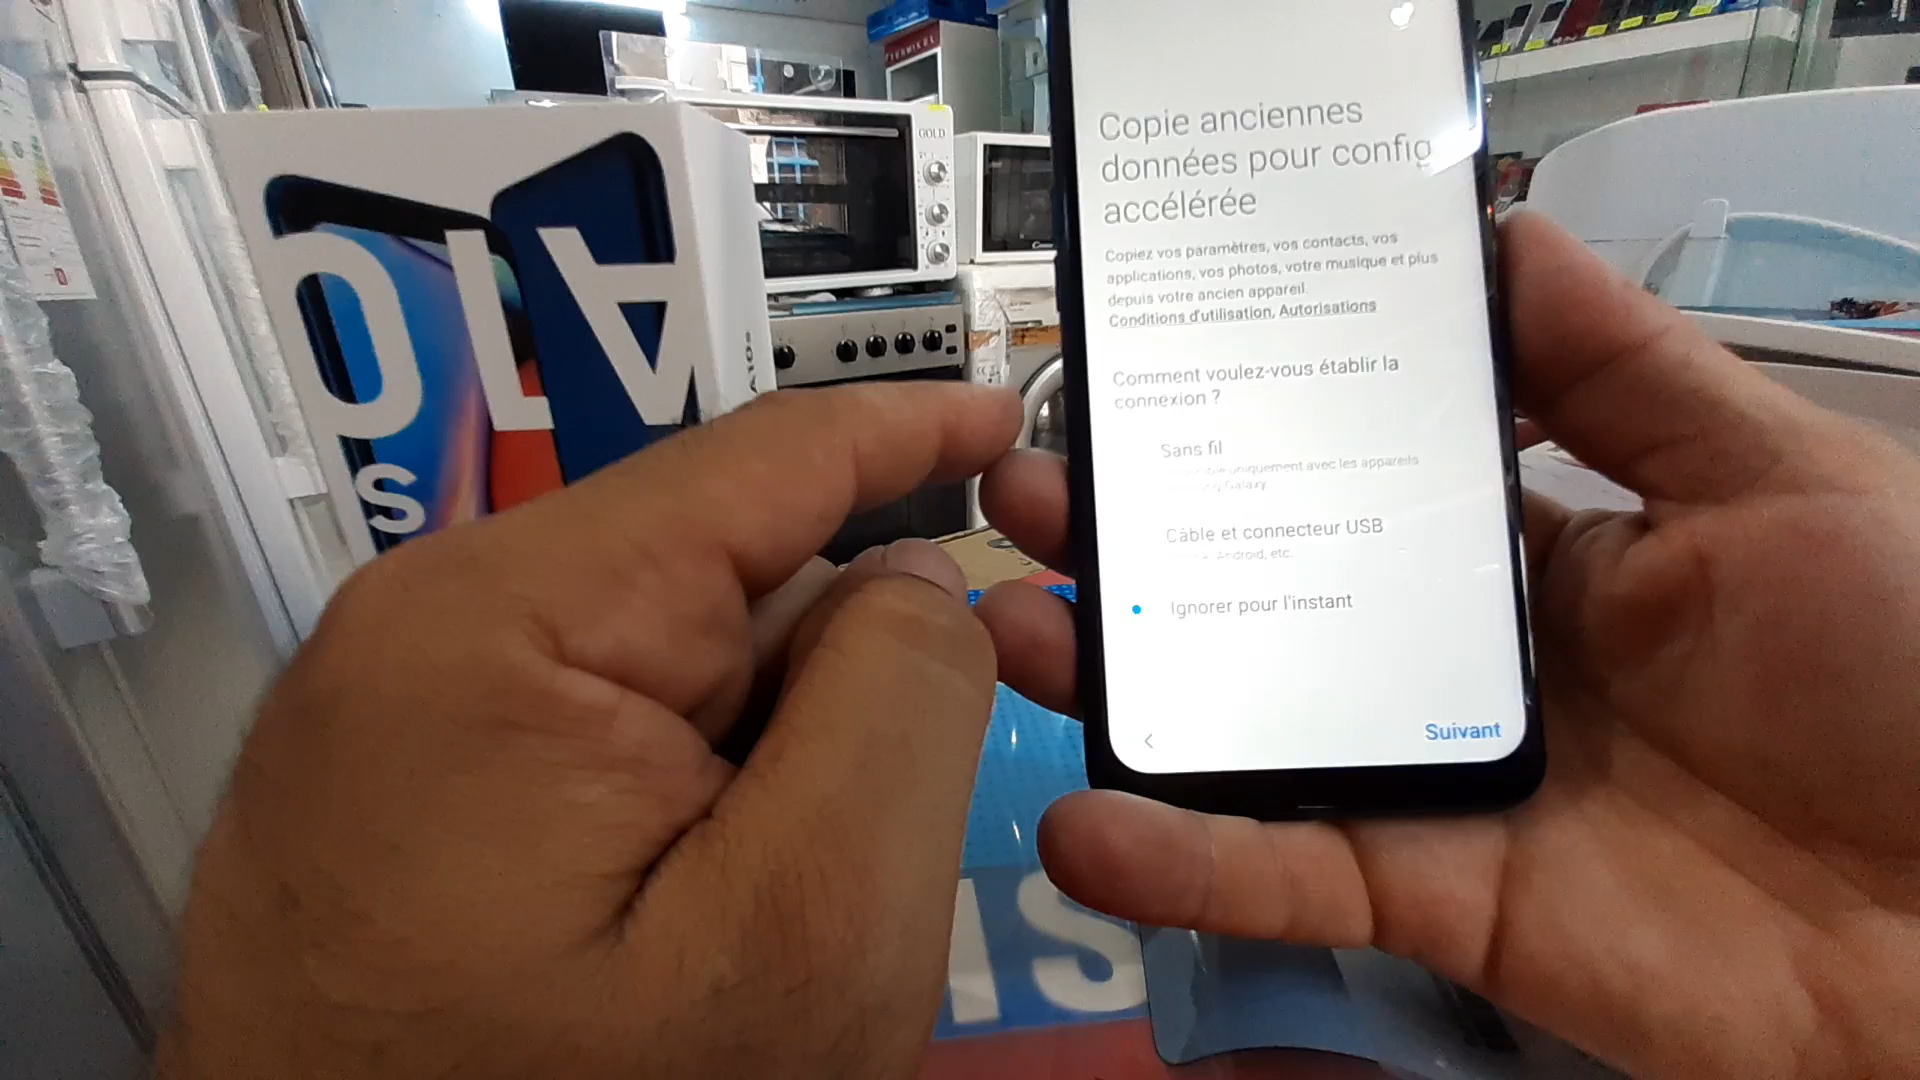 Copie anciennes
données pour config
accélérée
Copiez vos paramètres, vos contacts, vos
applications, vos photos, votre musique et plus
depuis votre ancien appareil.
Conditions d'utilisation, Autorisations
Comment voulez-vous établir la
connexion ?
Sans fil
uniquement avec les appareils
Galaxy
Câble et connecteur USB
Android, etc.
Ignorer pour l'instant
Suivant
A10
s
A10s
GOLD